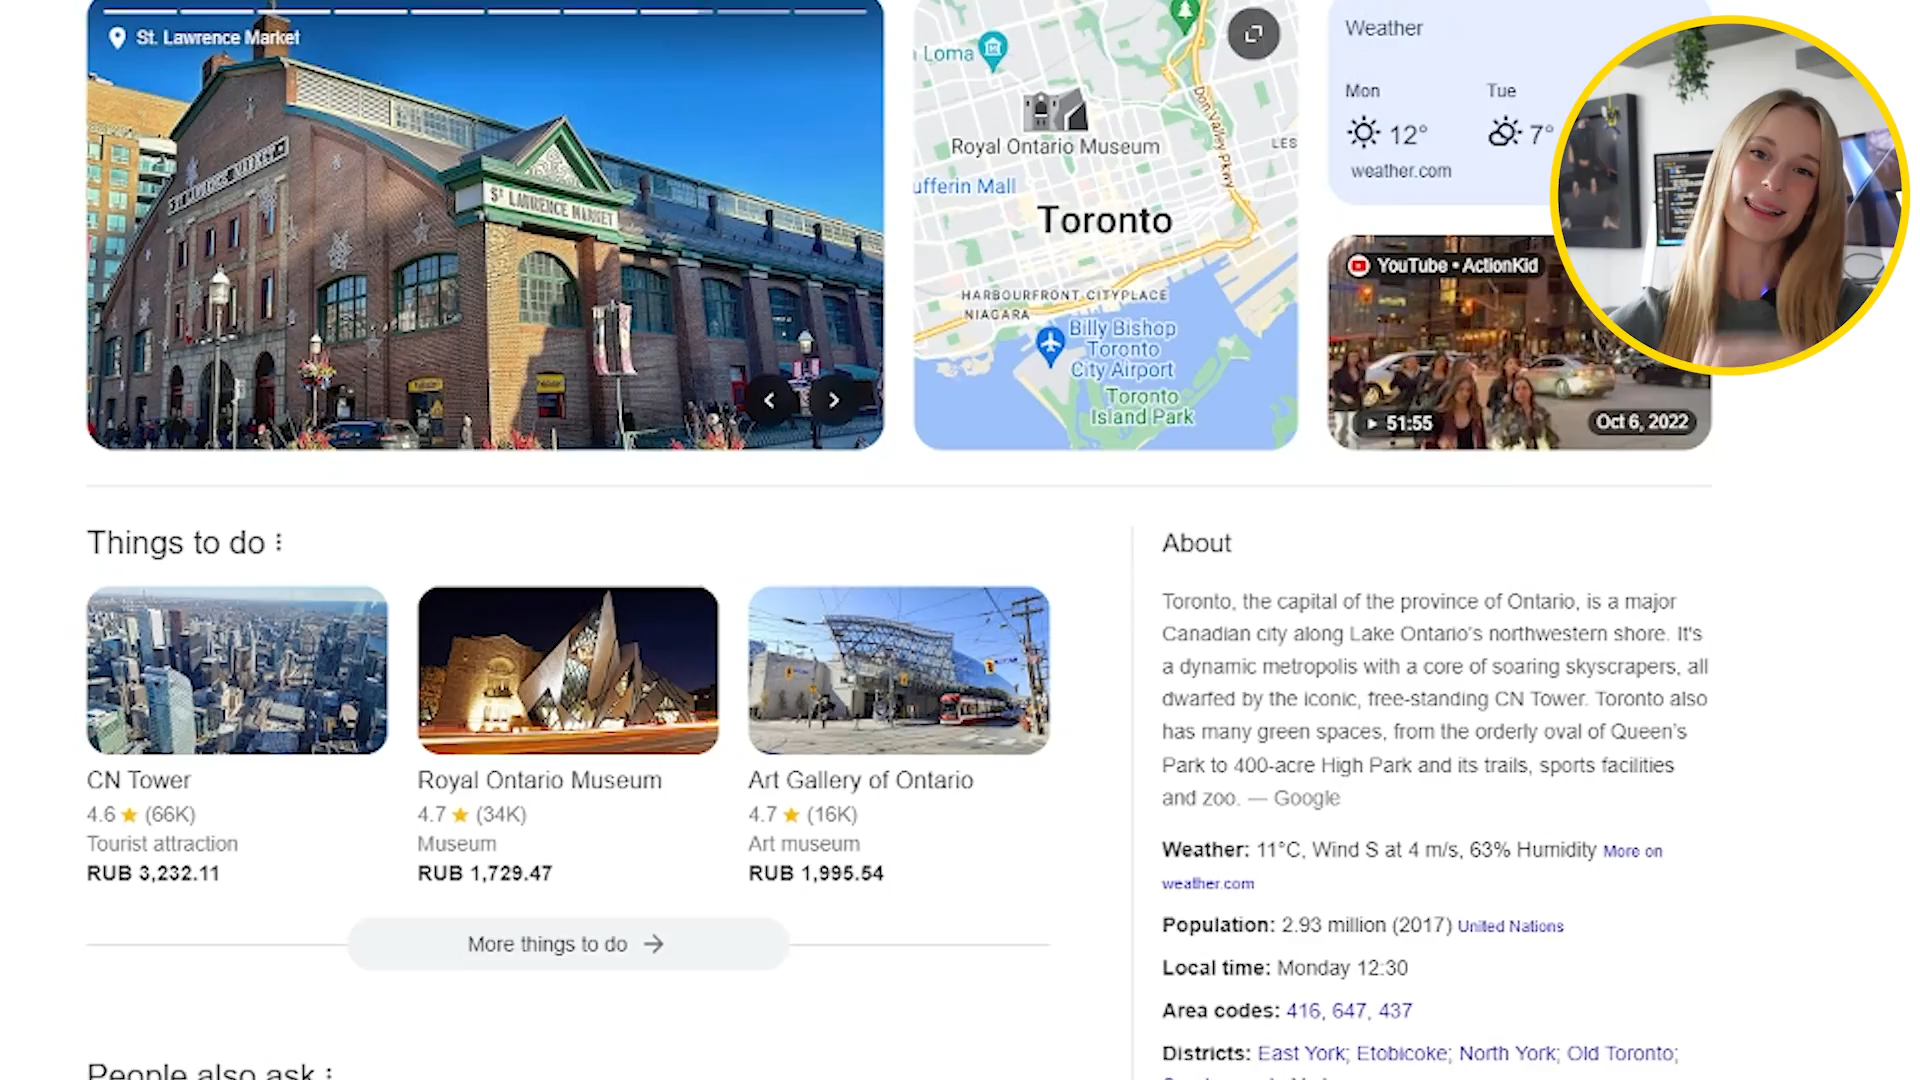 St. Lawrence Market
ST LAWRENCE MARKET
ST LAWRENCE MARKET
Loma
Royal Ontario Museum
ufferin Mall
Toronto
HARBOURFRONT CITYPLACE
NIAGARA
Billy Bishop
Toronto
City Airport
Toronto
Island Park
Don Valley Pkwy
LES
Weather
Mon
Tue
12°
7°
weather.com
YouTube • ActionKid
51:55
Oct 6, 2022
Things to do
CN Tower
4.6 ★ (66K)
Tourist attraction
RUB 3,232.11
Royal Ontario Museum
4.7 ★ (34K)
Museum
RUB 1,729.47
Art Gallery of Ontario
4.7 ★ (16K)
Art museum
RUB 1,995.54
More things to do →
People also ask
About
Toronto, the capital of the province of Ontario, is a major
Canadian city along Lake Ontario's northwestern shore. It's
a dynamic metropolis with a core of soaring skyscrapers, all
dwarfed by the iconic, free-standing CN Tower. Toronto also
has many green spaces, from the orderly oval of Queen's
Park to 400-acre High Park and its trails, sports facilities
and zoo. — Google
Weather: 11°C, Wind S at 4 m/s, 63% Humidity More on
weather.com
Population: 2.93 million (2017) United Nations
Local time: Monday 12:30
Area codes: 416, 647, 437
Districts: East York; Etobicoke; North York; Old Toronto;